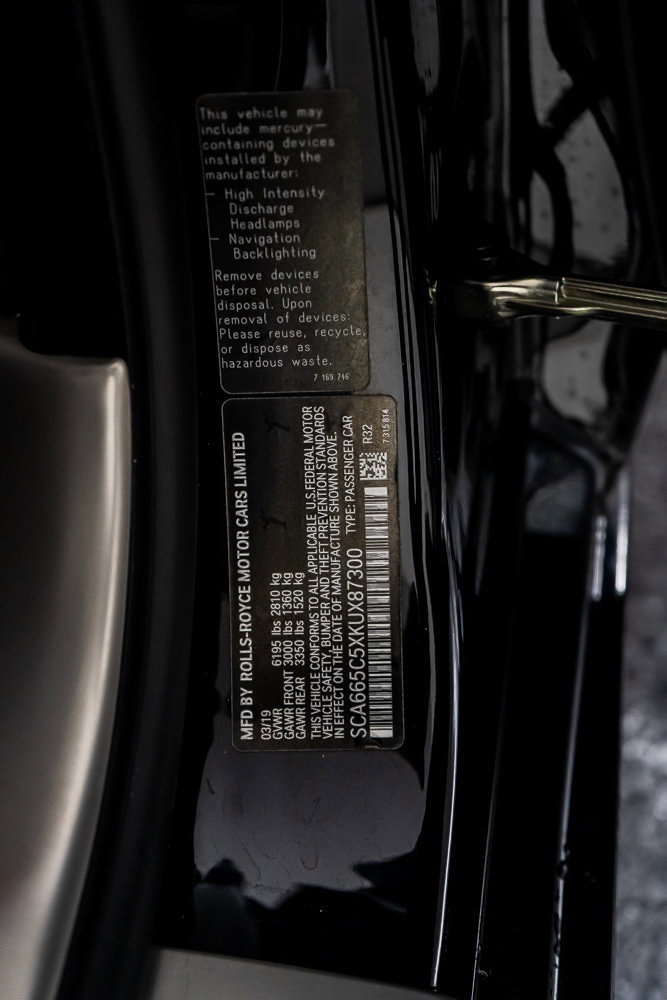 This vehicle may
include mercury—
containing devices
installed by the
manufacturer:
— High Intensity
Discharge
Headlamps
— Navigation
Backlighting
Remove devices
before vehicle
disposal. Upon
removal of devices:
Please reuse, recycle,
or dispose as
hazardous waste.
7 169 746
MFD BY ROLLS-ROYCE MOTOR CARS LIMITED
03/19
GVWR 6195 lbs 2810 kg
GAWR FRONT 3000 lbs 1360 kg
GAWR REAR 3350 lbs 1520 kg
THIS VEHICLE CONFORMS TO ALL APPLICABLE U.S.FEDERAL MOTOR
VEHICLE SAFETY, BUMPER AND THEFT PREVENTION STANDARDS
IN EFFECT ON THE DATE OF MANUFACTURE SHOWN ABOVE.
SCA665C5XKUX87300 TYPE: PASSENGER CAR
R32
7 315 814